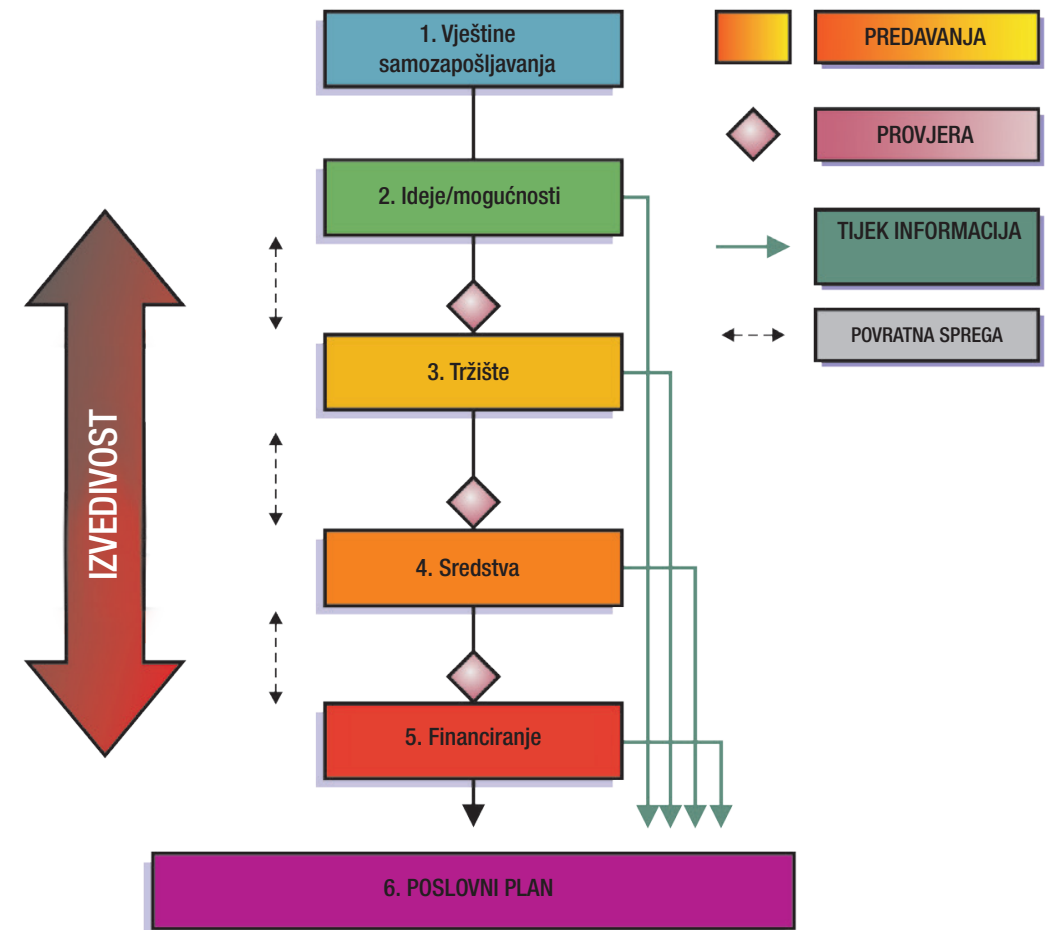 1. Vještine
samozapošljavanja
2. Ideje/mogućnosti
3. Tržište
4. Sredstva
5. Financiranje
6. POSLOVNI PLAN
IZVEDIVOST
PREDAVANJA
PROVJERA
TIJEK INFORMACIJA
POVRATNA SPREGA